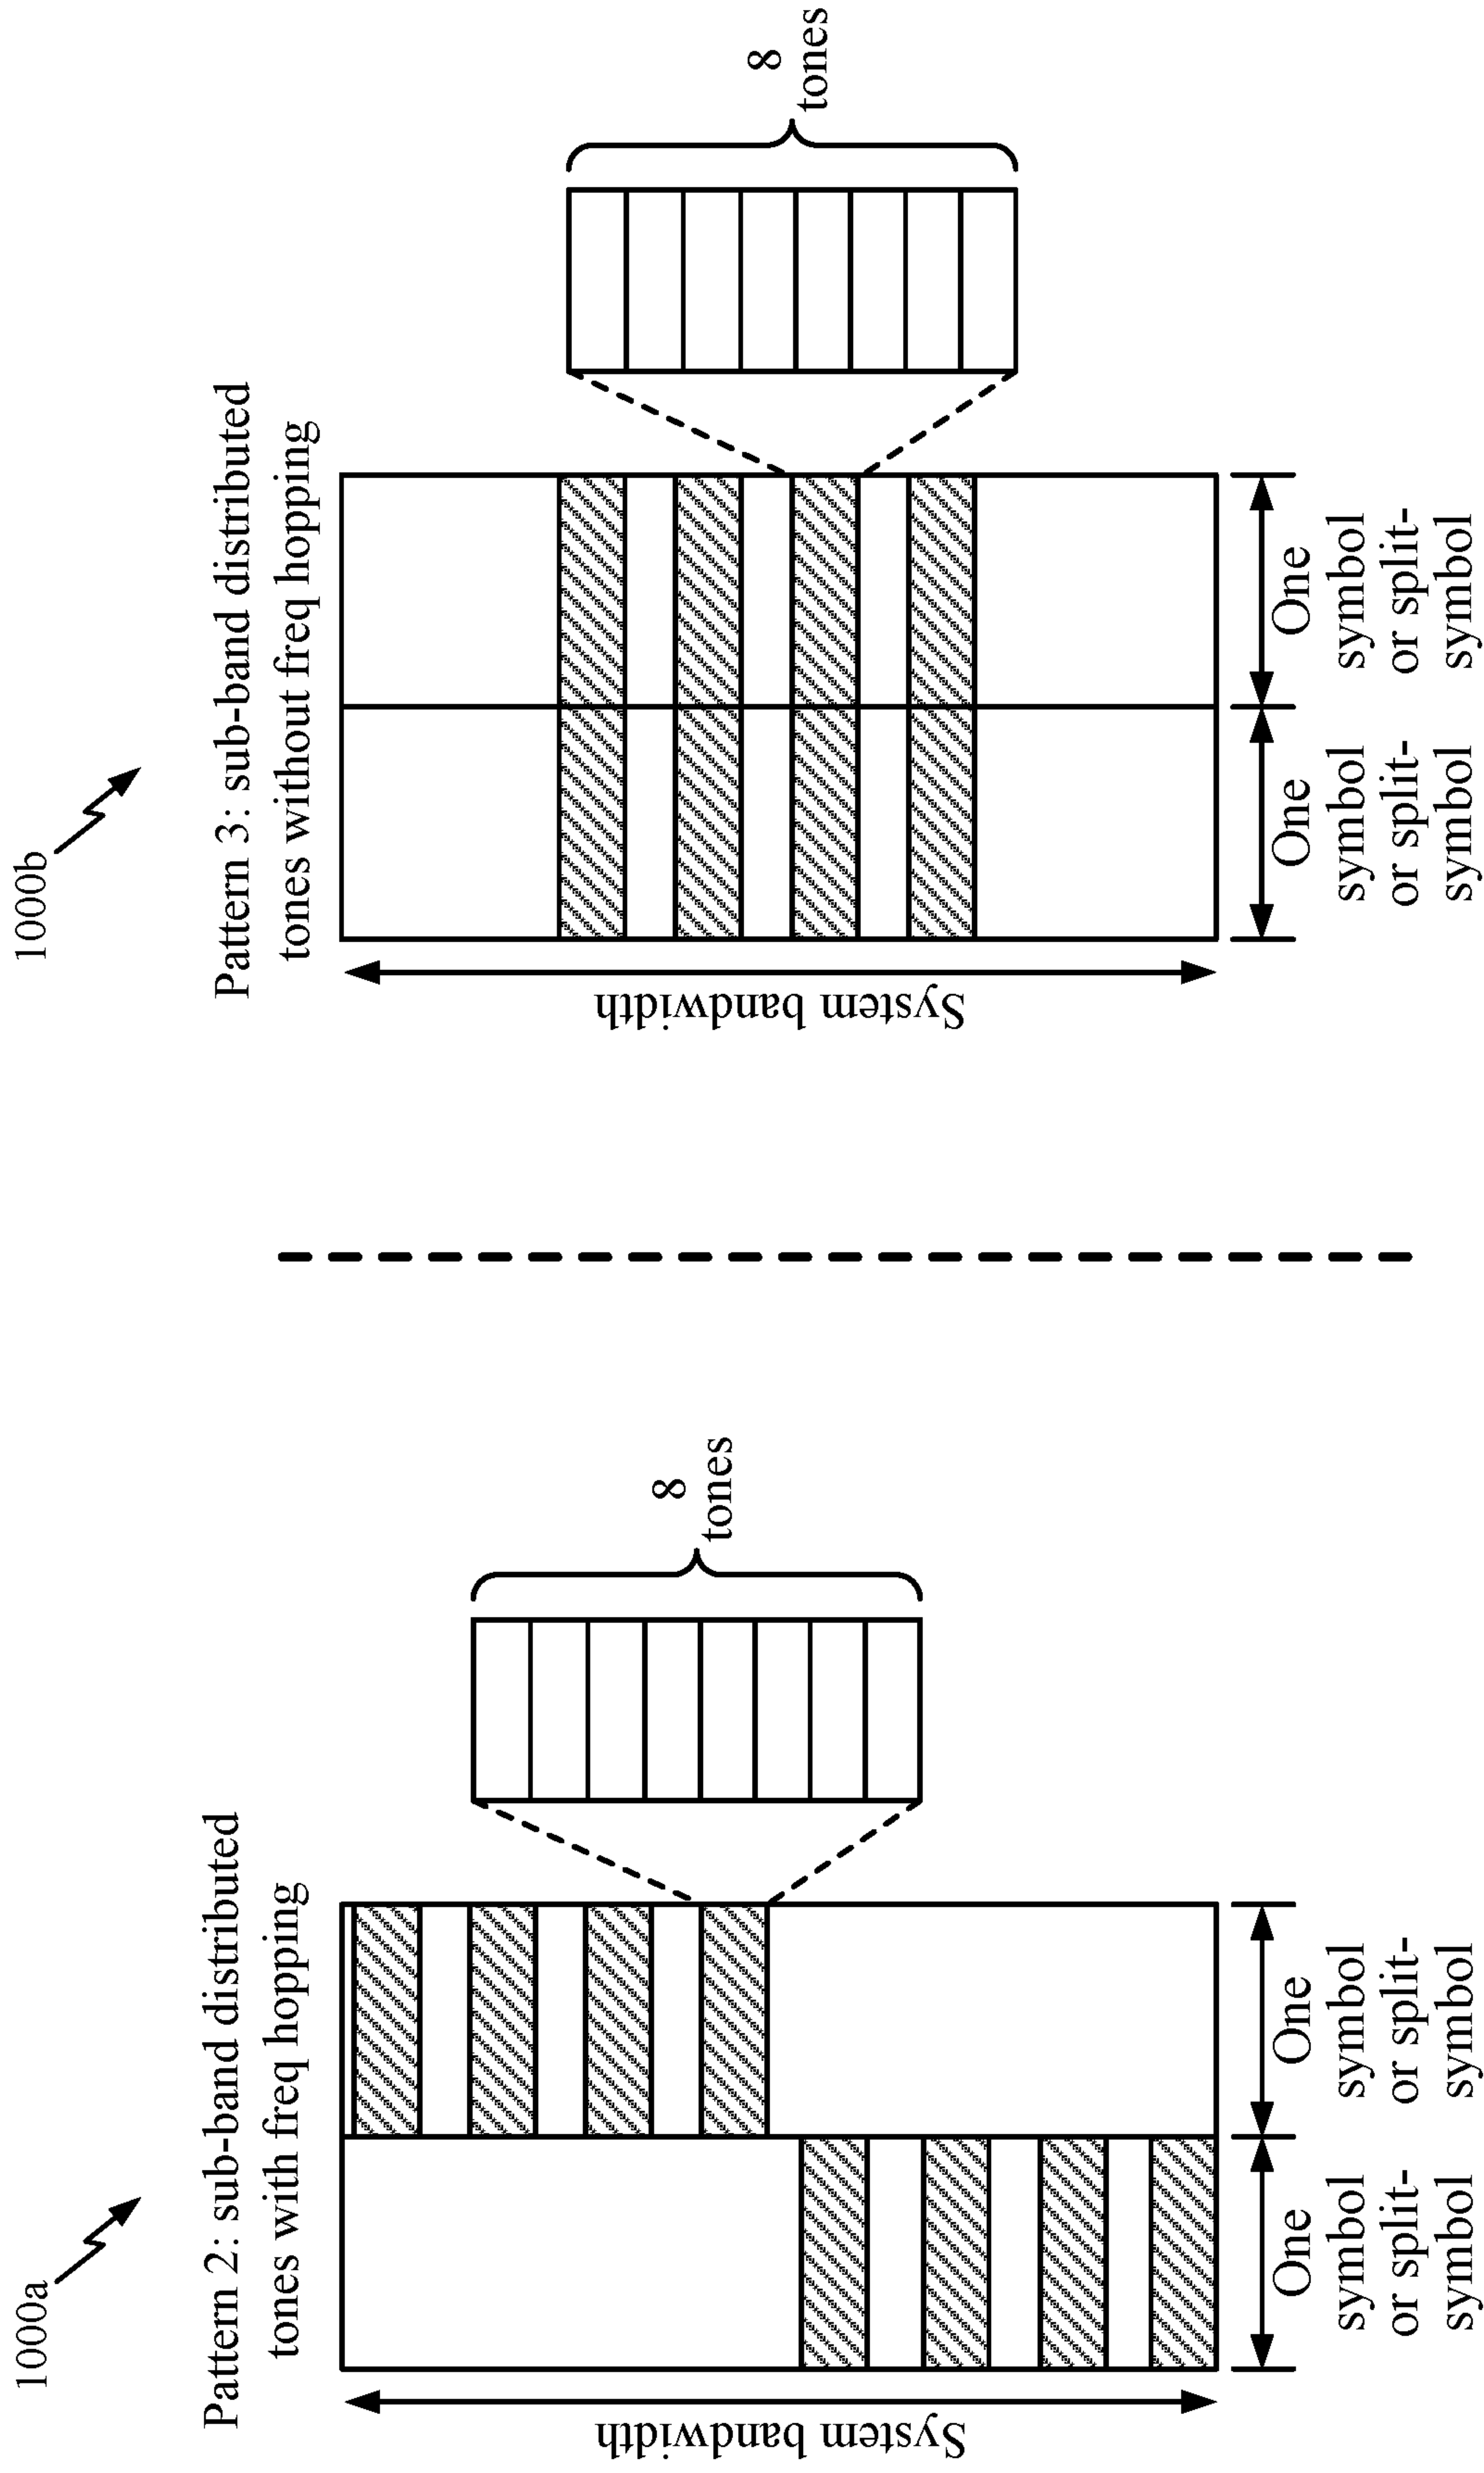 1000a
Pattern 2: sub-band distributed
tones with freq hopping
System bandwidth
8
tones
One
symbol
or split-
symbol
One
symbol
or split-
symbol
1000b
Pattern 3: sub-band distributed
tones without freq hopping
System bandwidth
8
tones
One
symbol
or split-
symbol
One
symbol
or split-
symbol